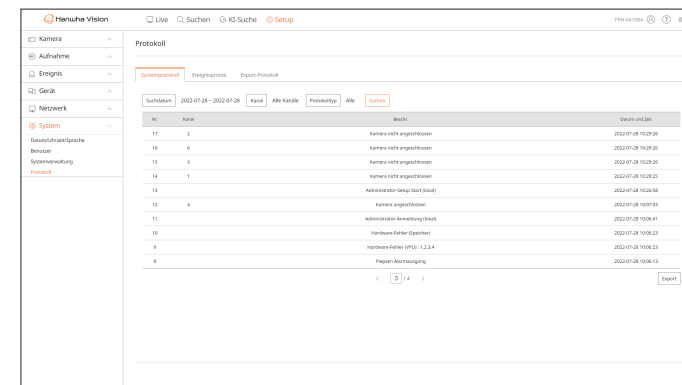 Hanwha Vision
Live Suchen KI-Suche Setup
PRN-6410B4
Kamera
Aufnahme
Ereignis
Gerät
Netzwerk
System
Datum/Uhrzeit/Sprache
Benutzer
Systemverwaltung
Protokoll
Protokoll
Systemprotokoll Ereignisprotok. Export-Protokoll
Suchdatum 2022-07-28 ~ 2022-07-28 Kanal Alle Kanäle Protokolltyp Alle Suchen
Nr. Kanal Beschr. Datum und Zeit
17 2 Kamera nicht angeschlossen 2022-07-28 10:29:26
16 6 Kamera nicht angeschlossen 2022-07-28 10:29:26
15 3 Kamera nicht angeschlossen 2022-07-28 10:29:26
14 1 Kamera nicht angeschlossen 2022-07-28 10:29:25
13 Administrator-Setup Start (lokal) 2022-07-28 10:26:58
12 4 Kamera angeschlossen 2022-07-28 10:07:03
11 Administrator-Anmeldung (lokal) 2022-07-28 10:06:41
10 Hardware-Fehler (Speicher) 2022-07-28 10:06:23
9 Hardware-Fehler (VPU) : 1,2,3,4 2022-07-28 10:06:23
8 Piepsen Alarmausgang 2022-07-28 10:06:13
3 / 4
Export